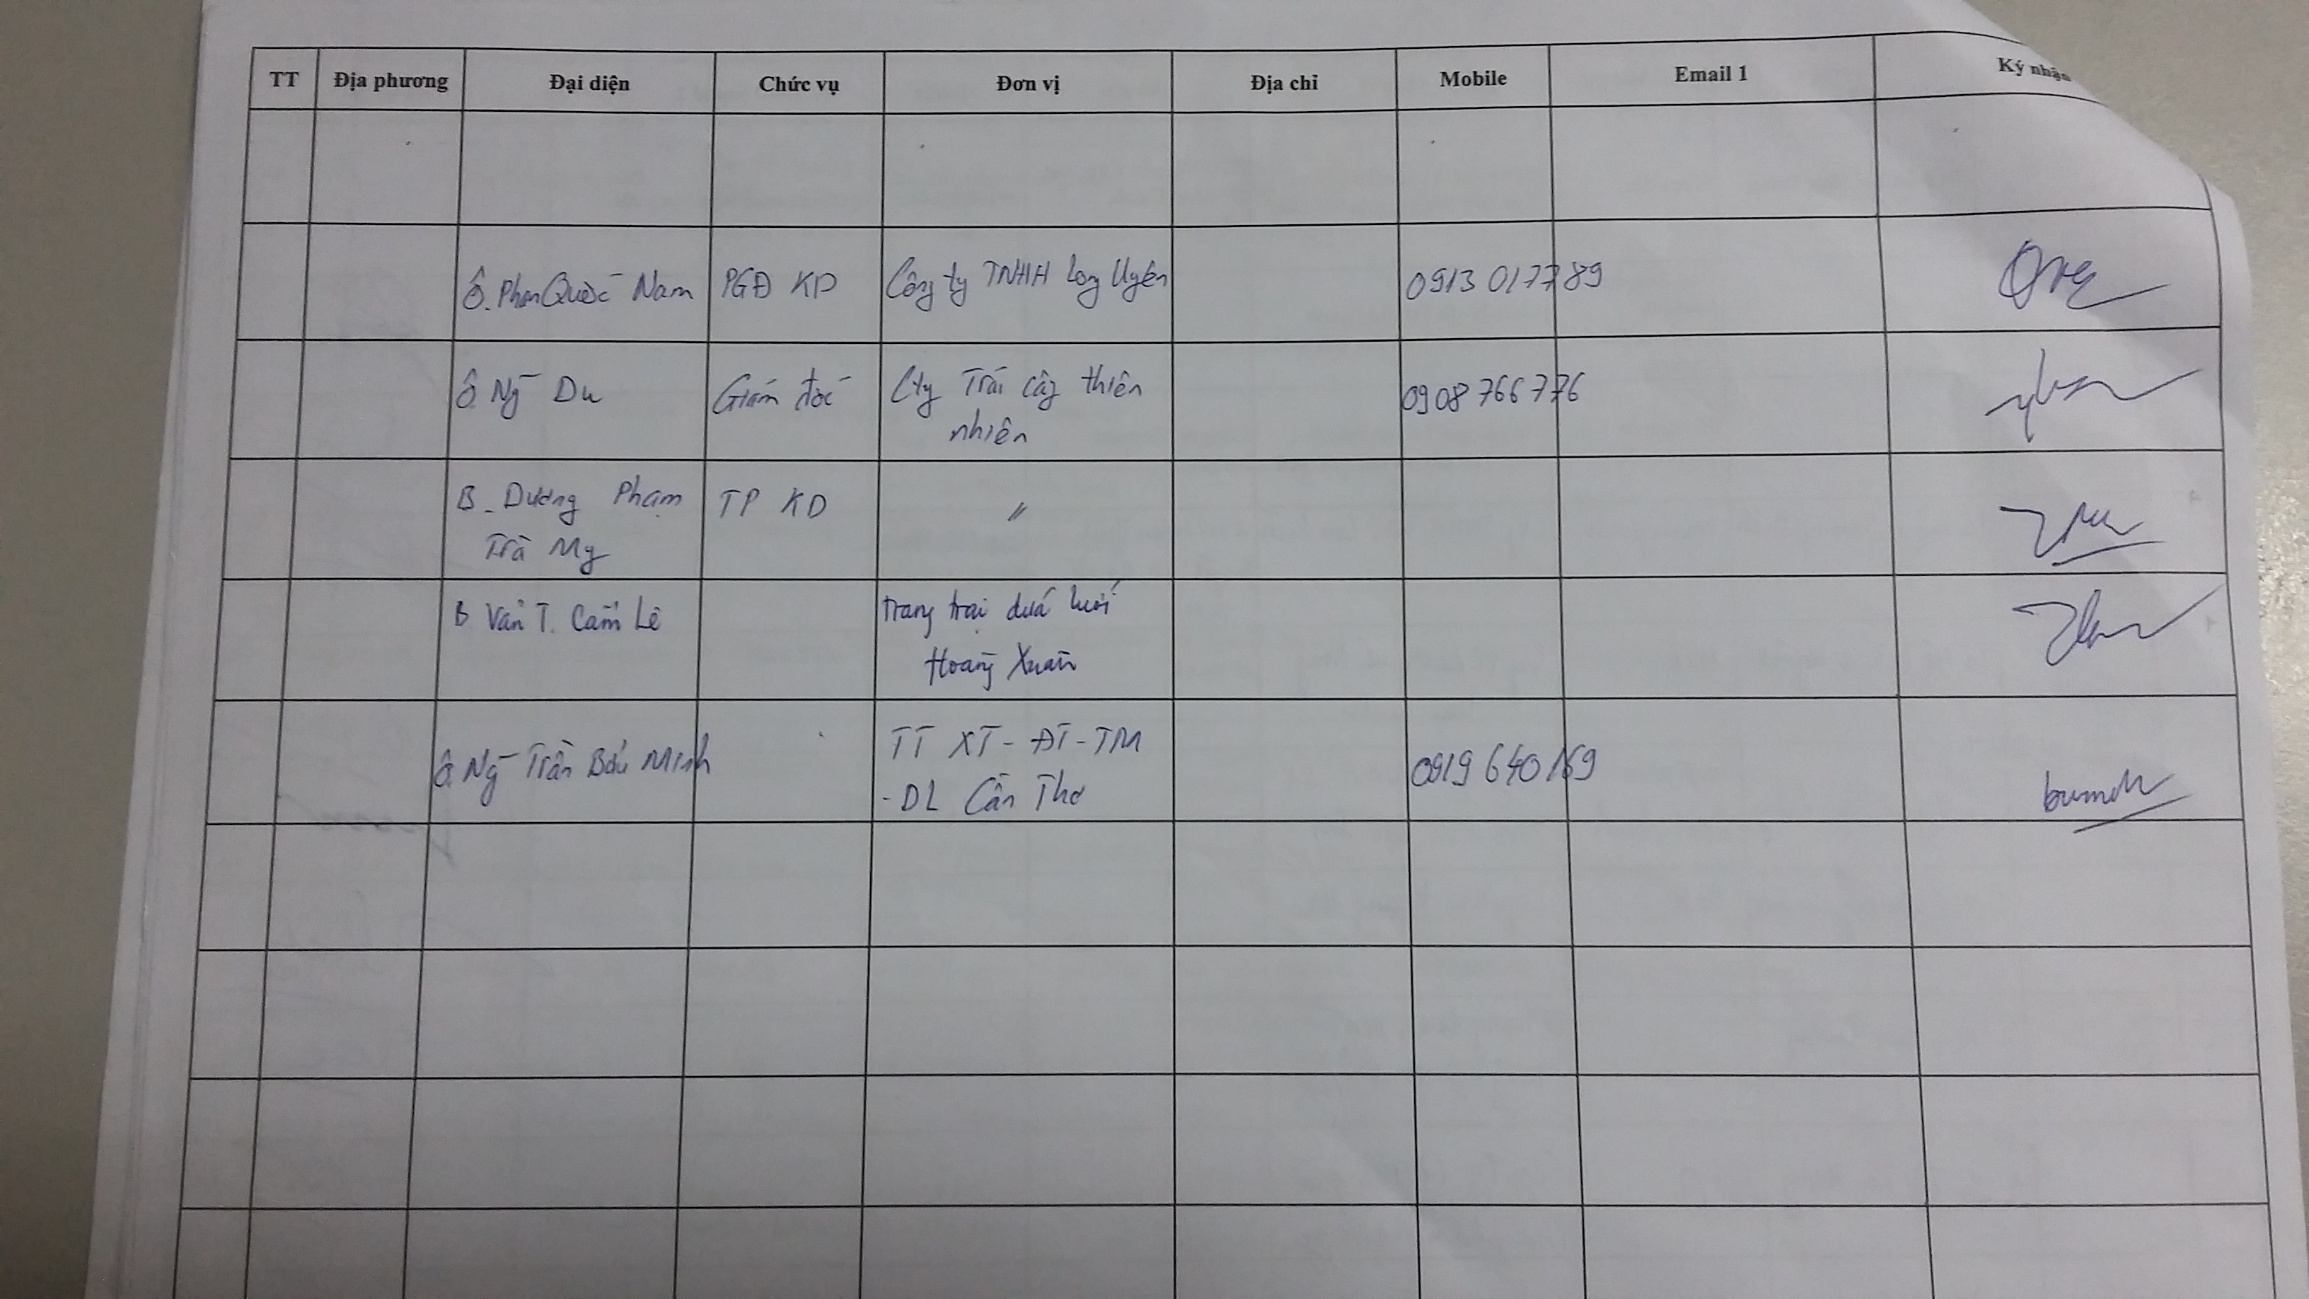 TT Địa phương Đại diện Chức vụ Đơn vị Địa chỉ Mobile Email 1 Ký nhận
Ô. Phan Quốc Nam PGĐ KD Công ty TNHH Long Uyên 0913 017789
Ô. Ng~ Du Giám đốc Cty Trái cây thiên 0908 766776
nhiên
B. Dương Phạm TP KD "
Trà My
B Văn T. Cẩm Lê Trang trại dưa lưới
Hoàng Xuân
Ô. Ng~ Trần Bửu Minh TT XT - ĐT - TM 0919 640169
- DL Cần Thơ